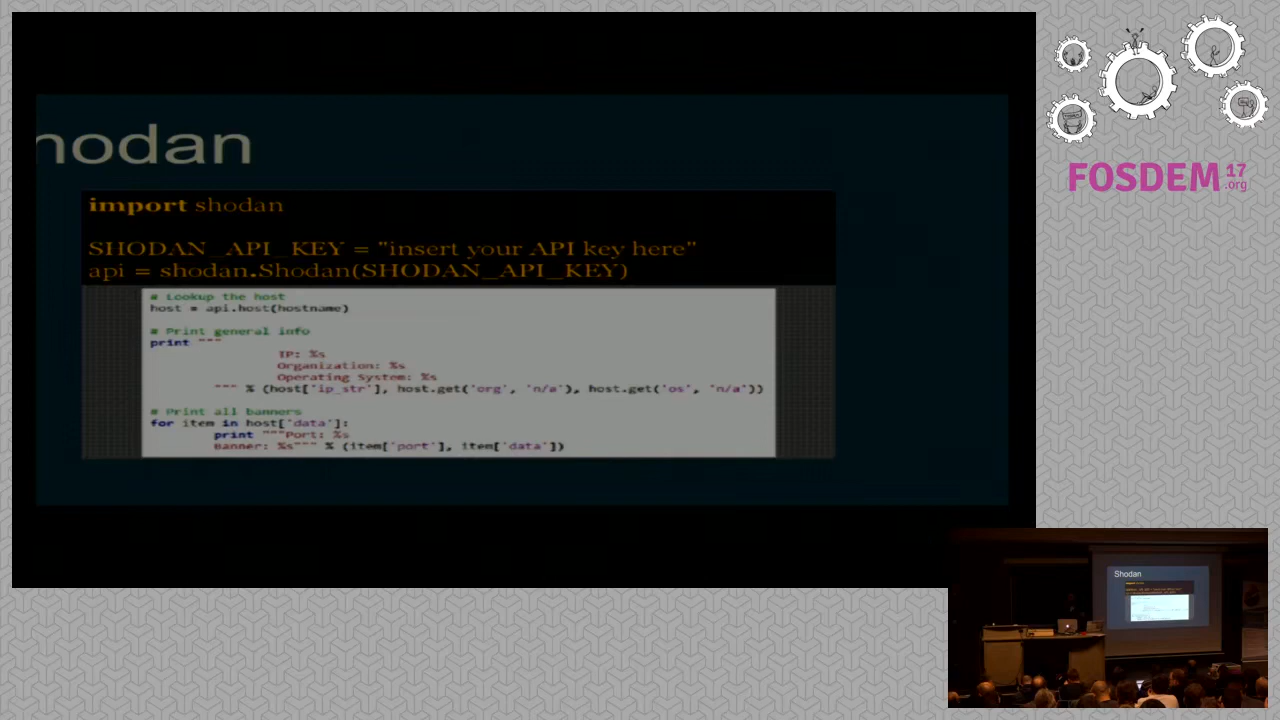 hodan
import shodan
SHODAN_API_KEY = "insert your API key here"
api = shodan.Shodan(SHODAN_API_KEY)
# Lookup the host
host = api.host(hostname)
# Print general info
print """
IP: %s
Organization: %s
Operating System: %s
""" % (host['ip_str'], host.get('org', 'n/a'), host.get('os', 'n/a'))
# Print all banners
for item in host['data']:
print """Port: %s
Banner: %s""" % (item['port'], item['data'])
FOSDEM 17
.org
Shodan